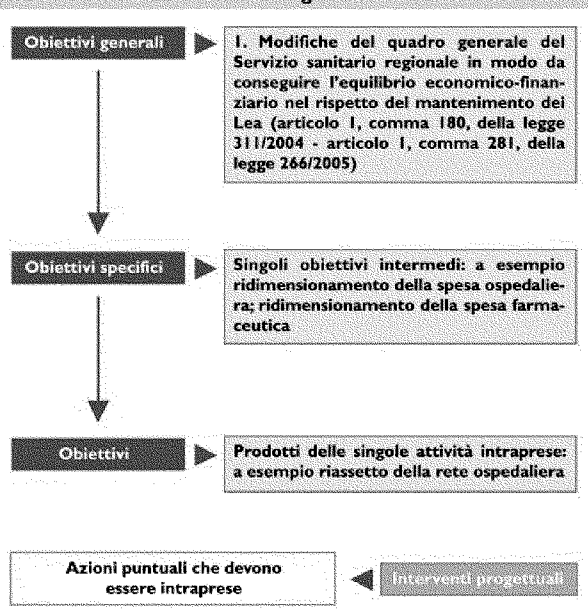 Obiettivi generali
1. Modifiche del quadro generale del
Servizio sanitario regionale in modo da
conseguire l'equilibrio economico-finan-
ziario nel rispetto del mantenimento dei
Lea (articolo 1, comma 180, della legge
311/2004 - articolo 1, comma 281, della
legge 266/2005)
Obiettivi specifici
Singoli obiettivi intermedi: a esempio
ridimensionamento della spesa ospedalie-
ra; ridimensionamento della spesa farma-
ceutica
Obiettivi
Prodotti delle singole attività intraprese:
a esempio riassetto della rete ospedaliera
Azioni puntuali che devono
essere intraprese
Interventi progettuali